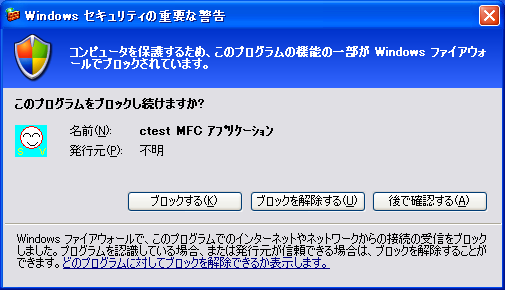 Windows セキュリティの重要な警告
コンピュータを保護するため、このプログラムの機能の一部が Windows ファイアウォ
ールでブロックされています。
このプログラムをブロックし続けますか?
名前(N): ctest MFC アプリケーション
発行元(P): 不明
S V
ブロックする(K) ブロックを解除する(U) 後で確認する(A)
Windows ファイアウォールで、このプログラムでのインターネットやネットワークからの接続の受信をブロック
しました。プログラムを認識している場合、または発行元が信頼できる場合は、ブロックを解除することが
できます。どのプログラムに対してブロックを解除できるか表示します。